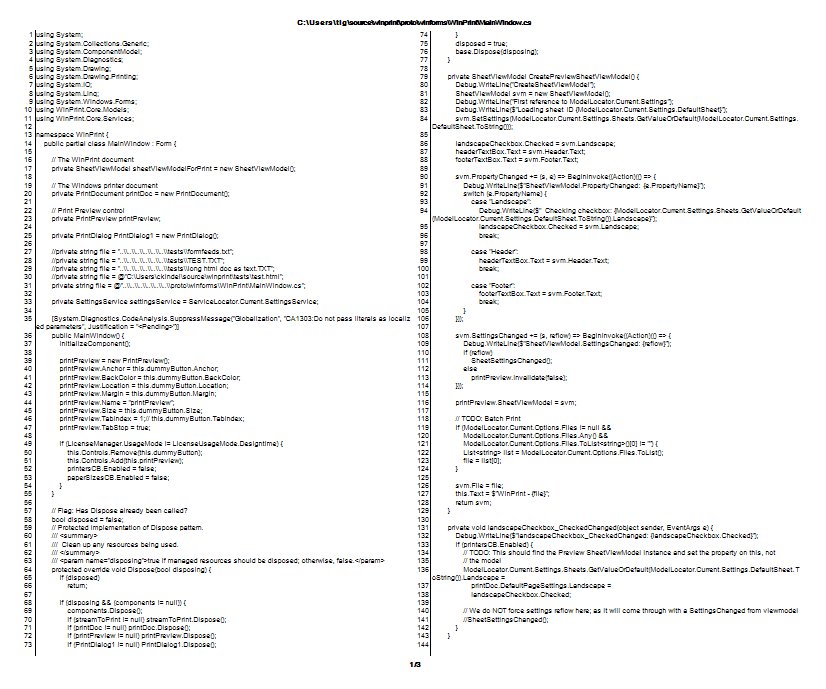 C:\Users\tig\source\winprint\proto\winforms\WinPrint\MainWindow.cs
1 using System;
2 using System.Collections.Generic;
3 using System.ComponentModel;
4 using System.Diagnostics;
5 using System.Drawing;
6 using System.Drawing.Printing;
7 using System.IO;
8 using System.Linq;
9 using System.Windows.Forms;
10 using WinPrint.Core.Models;
11 using WinPrint.Core.Services;
12
13 namespace WinPrint {
14 public partial class MainWindow : Form {
15
16 // The WinPrint document
17 private SheetViewModel sheetViewModelForPrint = new SheetViewModel();
18
19 // The Windows printer document
20 private PrintDocument printDoc = new PrintDocument();
21
22 // Print Preview control
23 private PrintPreview printPreview;
24
25 private PrintDialog PrintDialog1 = new PrintDialog();
26
27 //private string file = "..\\..\\..\\..\\..\\tests\\formfeeds.txt";
28 //private string file = "..\\..\\..\\..\\..\\tests\\TEST.TXT";
29 //private string file = "..\\..\\..\\..\\..\\tests\\long html doc as text.TXT";
30 //private string file = @"C:\Users\ckindel\source\winprint\tests\test.html";
31 private string file = @"..\..\..\..\..\..\proto\winforms\WinPrint\MainWindow.cs";
32
33 private SettingsService settingsService = ServiceLocator.Current.SettingsService;
34
35 [System.Diagnostics.CodeAnalysis.SuppressMessage("Globalization", "CA1303:Do not pass literals as localiz
ed parameters", Justification = "<Pending>")]
36 public MainWindow() {
37 InitializeComponent();
38
39 printPreview = new PrintPreview();
40 printPreview.Anchor = this.dummyButton.Anchor;
41 printPreview.BackColor = this.dummyButton.BackColor;
42 printPreview.Location = this.dummyButton.Location;
43 printPreview.Margin = this.dummyButton.Margin;
44 printPreview.Name = "printPreview";
45 printPreview.Size = this.dummyButton.Size;
46 printPreview.TabIndex = 1;// this.dummyButton.TabIndex;
47 printPreview.TabStop = true;
48
49 if (LicenseManager.UsageMode != LicenseUsageMode.Designtime) {
50 this.Controls.Remove(this.dummyButton);
51 this.Controls.Add(this.printPreview);
52 printersCB.Enabled = false;
53 paperSizesCB.Enabled = false;
54 }
55 }
56
57 // Flag: Has Dispose already been called?
58 bool disposed = false;
59 // Protected implementation of Dispose pattern.
60 /// <summary>
61 /// Clean up any resources being used.
62 /// </summary>
63 /// <param name="disposing">true if managed resources should be disposed; otherwise, false.</param>
64 protected override void Dispose(bool disposing) {
65 if (disposed)
66 return;
67
68 if (disposing && (components != null)) {
69 components.Dispose();
70 if (streamToPrint != null) streamToPrint.Dispose();
71 if (printDoc != null) printDoc.Dispose();
72 if (printPreview != null) printPreview.Dispose();
73 if (PrintDialog1 != null) PrintDialog1.Dispose();
74 }
75 disposed = true;
76 base.Dispose(disposing);
77 }
78
79 private SheetViewModel CreatePreviewSheetViewModel() {
80 Debug.WriteLine("CreateSheetViewModel");
81 SheetViewModel svm = new SheetViewModel();
82 Debug.WriteLine("First reference to ModelLocator.Current.Settings");
83 Debug.WriteLine($"Loading sheet ID {ModelLocator.Current.Settings.DefaultSheet}");
84 svm.SetSettings(ModelLocator.Current.Settings.Sheets.GetValueOrDefault(ModelLocator.Current.Settings.
DefaultSheet.ToString()));
85
86 landscapeCheckbox.Checked = svm.Landscape;
87 headerTextBox.Text = svm.Header.Text;
88 footerTextBox.Text = svm.Footer.Text;
89
90 svm.PropertyChanged += (s, e) => BeginInvoke((Action)(() => {
91 Debug.WriteLine($"SheetViewModel.PropertyChanged: {e.PropertyName}");
92 switch (e.PropertyName) {
93 case "Landscape":
94 Debug.WriteLine($" Checking checkbox: {ModelLocator.Current.Settings.Sheets.GetValueOrDefault
(ModelLocator.Current.Settings.DefaultSheet.ToString()).Landscape}");
95 landscapeCheckbox.Checked = svm.Landscape;
96 break;
97
98 case "Header":
99 headerTextBox.Text = svm.Header.Text;
100 break;
101
102 case "Footer":
103 footerTextBox.Text = svm.Footer.Text;
104 break;
105 }
106 }));
107
108 svm.SettingsChanged += (s, reflow) => BeginInvoke((Action)(() => {
109 Debug.WriteLine($"SheetViewModel.SettingsChanged: {reflow}");
110 if (reflow)
111 SheetSettingsChanged();
112 else
113 printPreview.Invalidate(false);
114 }));
115
116 printPreview.SheetViewModel = svm;
117
118 // TODO: Batch Print
119 if (ModelLocator.Current.Options.Files != null &&
120 ModelLocator.Current.Options.Files.Any() &&
121 ModelLocator.Current.Options.Files.ToList<string>()[0] != "") {
122 List<string> list = ModelLocator.Current.Options.Files.ToList();
123 file = list[0];
124 }
125
126 svm.File = file;
127 this.Text = $"WinPrint - {file}";
128 return svm;
129 }
130
131 private void landscapeCheckbox_CheckedChanged(object sender, EventArgs e) {
132 Debug.WriteLine($"landscapeCheckbox_CheckedChanged: {landscapeCheckbox.Checked}");
133 if (printersCB.Enabled) {
134 // TODO: This should find the Preview SheetViewModel instance and set the property on this, not
135 // the model
136 ModelLocator.Current.Settings.Sheets.GetValueOrDefault(ModelLocator.Current.Settings.DefaultSheet.T
oString()).Landscape =
137 printDoc.DefaultPageSettings.Landscape =
138 landscapeCheckbox.Checked;
139
140 // We do NOT force settings reflow here; as it will come through with a SettingsChanged from viewmodel
141 //SheetSettingsChanged();
142 }
143 }
144
1/3